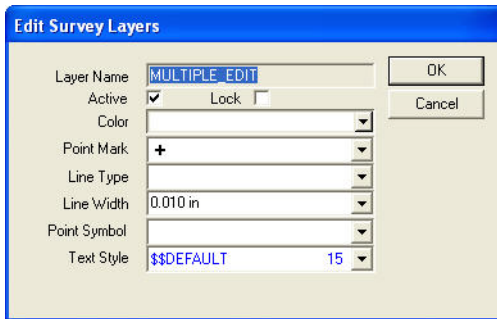 Edit Survey Layers
Layer Name MULTIPLE_EDIT OK
Active Lock Cancel
Color
Point Mark +
Line Type
Line Width 0.010 in
Point Symbol
Text Style $$DEFAULT 15